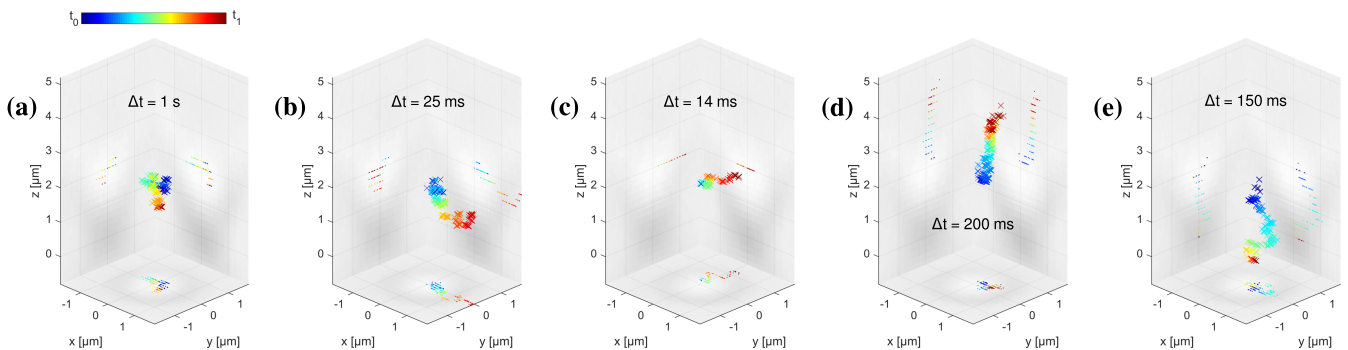 t0 t1
(a) Δt = 1 s
5
4
3
2
1
0
z [µm]
-1 0 1
x [µm]
-1 0 1
y [µm]
(b) Δt = 25 ms
5
4
3
2
1
0
z [µm]
-1 0 1
x [µm]
-1 0 1
y [µm]
(c) Δt = 14 ms
5
4
3
2
1
0
z [µm]
-1 0 1
x [µm]
-1 0 1
y [µm]
(d) Δt = 200 ms
5
4
3
2
1
0
z [µm]
-1 0 1
x [µm]
-1 0 1
y [µm]
(e) Δt = 150 ms
5
4
3
2
1
0
z [µm]
-1 0 1
x [µm]
-1 0 1
y [µm]